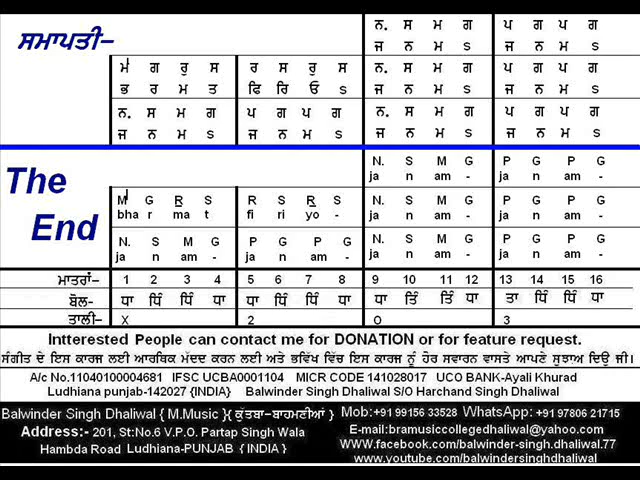 ਸਮਾਪਤੀ–
ਨ. ਸ ਮ ਗ ਪ ਗ ਪ ਗ
ਜ ਨ ਮ s ਜ ਨ ਮ s
ਮੇ ਗ ਰੁ ਸ ਰ ਸ ਰੁ ਸ ਨ. ਸ ਮ ਗ ਪ ਗ ਪ ਗ
ਭ ਰ ਮ ਤ ਫਿ ਰਿ ਓ s ਜ ਨ ਮ s ਜ ਨ ਮ s
ਨ. ਸ ਮ ਗ ਪ ਗ ਪ ਗ ਨ. ਸ ਮ ਗ ਪ ਗ ਪ ਗ
ਜ ਨ ਮ s ਜ ਨ ਮ s ਜ ਨ ਮ s ਜ ਨ ਮ s
The End
N. S M G P G P G
ja n am - ja n am -
M G R S R S R S N. S M G P G P G
bha r ma t fi ri yo - ja n am - ja n am -
N. S M G P G P G N. S M G P G P G
ja n am - ja n am - ja n am - ja n am -
ਮਾਤਰਾਂ– 1 2 3 4 5 6 7 8 9 10 11 12 13 14 15 16
ਬੋਲ- ਧਾ ਧਿੰ ਧਿੰ ਧਾ ਧਾ ਧਿੰ ਧਿੰ ਧਾ ਧਾ ਤਿੰ ਤਿੰ ਧਾ ਤਾ ਧਿੰ ਧਿੰ ਧਾ
ਤਾਲੀ- X 2 O 3
Intterested People can contact me for DONATION or for feature request.
ਸੰਗੀਤ ਦੇ ਇਸ ਕਾਰਜ ਲਈ ਆਰਥਿਕ ਮੱਦਦ ਕਰਨ ਲਈ ਅਤੇ ਭਵਿੱਖ ਵਿੱਚ ਇਸ ਕਾਰਜ ਨੂੰ ਹੋਰ ਸਵਾਰਨ ਵਾਸਤੇ ਆਪਣੇ ਸੁਝਾਅ ਦਿਉ ਜੀ।
A/c No.11040100004681 IFSC UCBA0001104 MICR CODE 141028017 UCO BANK-Ayali Khurad
Ludhiana punjab-142027 {INDIA} Balwinder Singh Dhaliwal S/O Harchand Singh Dhaliwal
Balwinder Singh Dhaliwal { M.Music }{ ਕੁੱਤਬਾ-ਬਾਹਮਣੀਆਂ } Mob:+91 99156 33528 WhatsApp: +91 97806 21715
Address:- 201, St:No.6 V.P.O. Partap Singh Wala E-mail:bramusiccollegedhaliwal@yahoo.com
Hambda Road Ludhiana-PUNJAB { INDIA } www.facebook.com/balwinder-singh.dhaliwal.77
www.youtube.com/balwindersinghdhaliwal